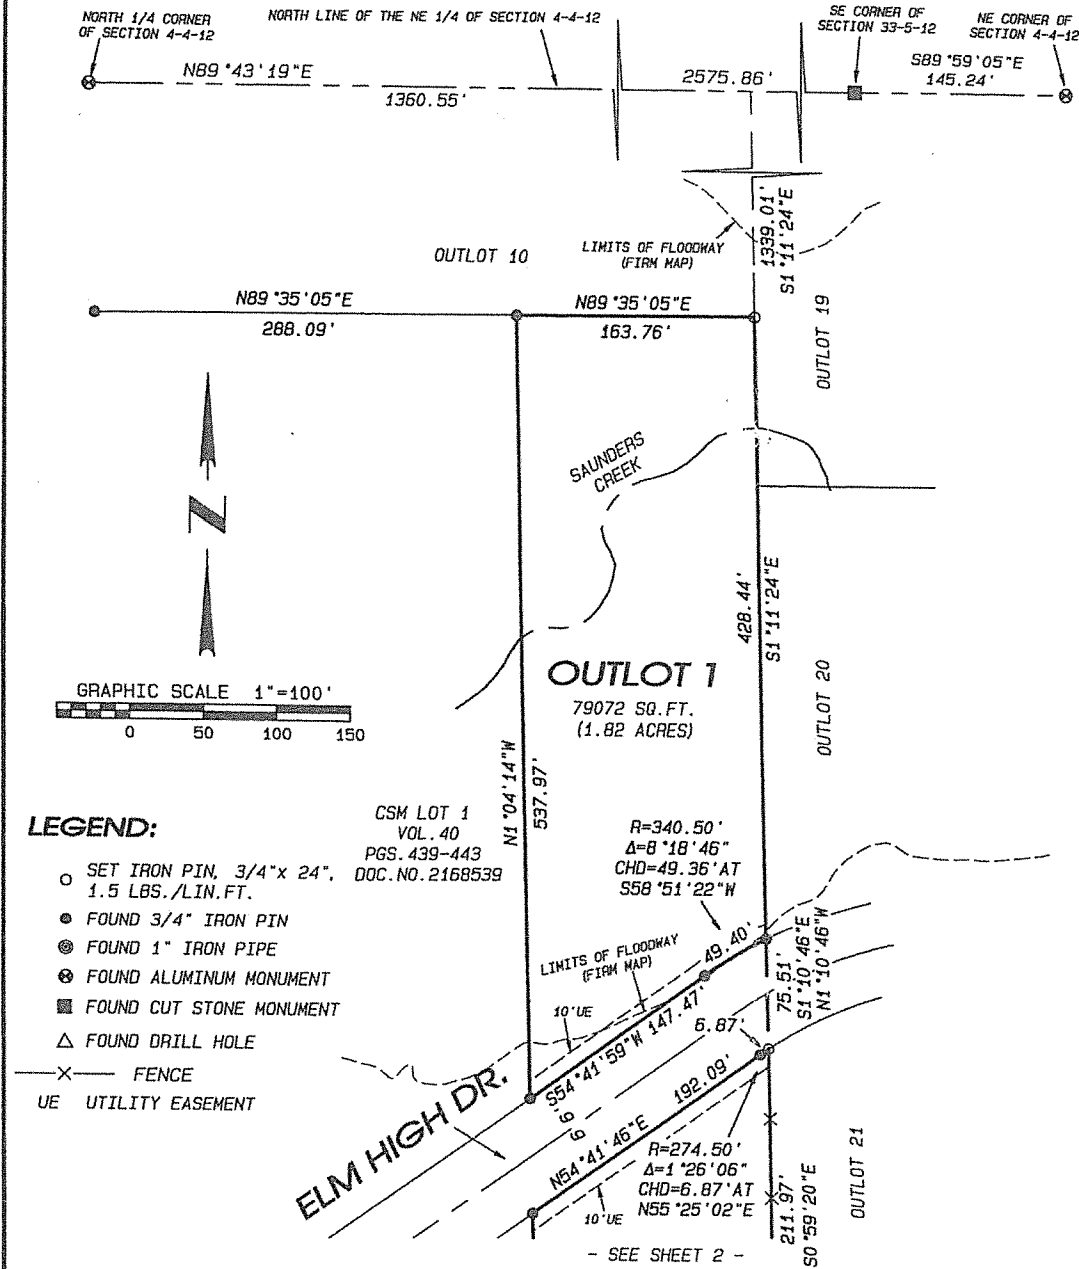 NORTH 1/4 CORNER
OF SECTION 4-4-12
NORTH LINE OF THE NE 1/4 OF SECTION 4-4-12
SE CORNER OF
SECTION 33-5-12
NE CORNER OF
SECTION 4-4-12
N89°43'19"E
1360.55'
2575.86'
S89°59'05"E
145.24'
1339.01'
S1°11'24"E
LIMITS OF FLOODWAY
(FIRM MAP)
OUTLOT 10
OUTLOT 19
N89°35'05"E
288.09'
N89°35'05"E
163.76'
N
SAUNDERS
CREEK
428.44'
S1°11'24"E
OUTLOT 1
79072 SQ.FT.
(1.82 ACRES)
OUTLOT 20
GRAPHIC SCALE 1"=100'
0 50 100 150
N1°04'14"W
537.97'
CSM LOT 1
VOL.40
PGS.439-443
DOC.NO.2168539
R=340.50'
Δ=8°18'46"
CHD=49.36'AT
S58°51'22"W
LEGEND:
SET IRON PIN, 3/4"x 24",
1.5 LBS./LIN.FT.
FOUND 3/4" IRON PIN
FOUND 1" IRON PIPE
FOUND ALUMINUM MONUMENT
FOUND CUT STONE MONUMENT
FOUND DRILL HOLE
FENCE
UE UTILITY EASEMENT
LIMITS OF FLOODWAY
(FIRM MAP)
49.40'
10'UE
S54°41'59"W 147.47'
75.51'
S1°10'46"E
N1°10'46"W
6.87'
ELM HIGH DR.
66'
192.09'
N54°41'46"E
R=274.50'
Δ=1°26'06"
CHD=6.87'AT
N55°25'02"E
10'UE
211.97'
S0°59'20"E
OUTLOT 21
- SEE SHEET 2 -